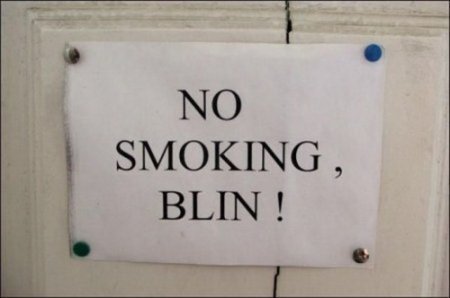 NO
SMOKING ,
BLIN !